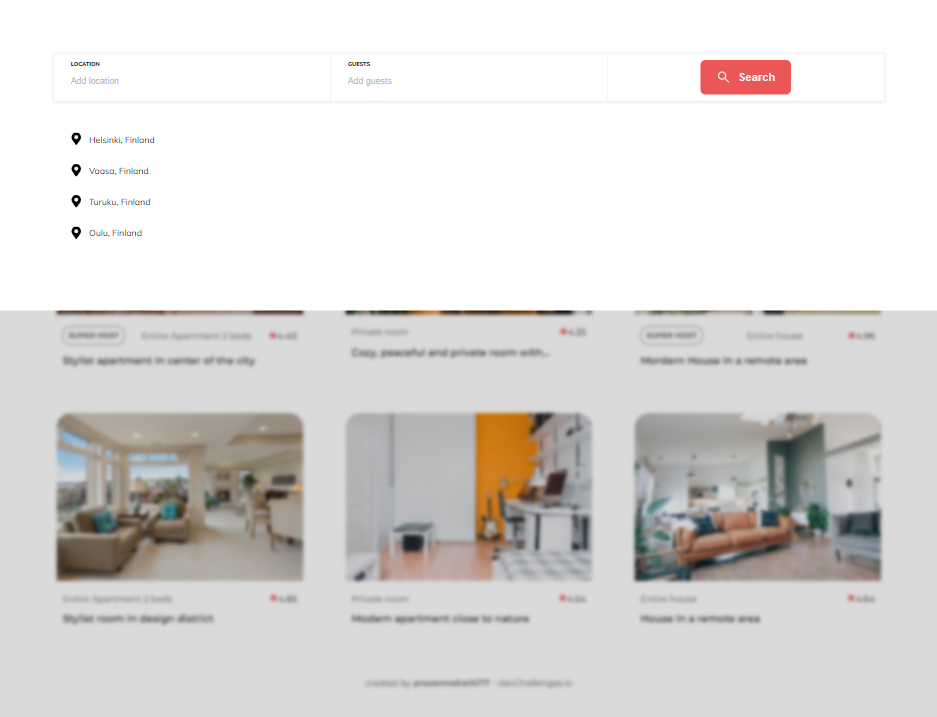 LOCATION
Add location
GUESTS
Add guests
Search
Helsinki, Finland
Vaasa, Finland
Turuku, Finland
Oulu, Finland
SUPER HOST
Entire Apartment 2 beds
4.40
Stylist apartment in center of the city
Private room
4.25
Cozy, peaceful and private room with...
SUPER HOST
Entire house
4.96
Mordern House in a remote area
Entire Apartment 3 beds
4.85
Stylist room in design district
Private room
4.54
Modern apartment close to nature
Entire house
4.64
House in a remote area
created by
- devChallenges.io